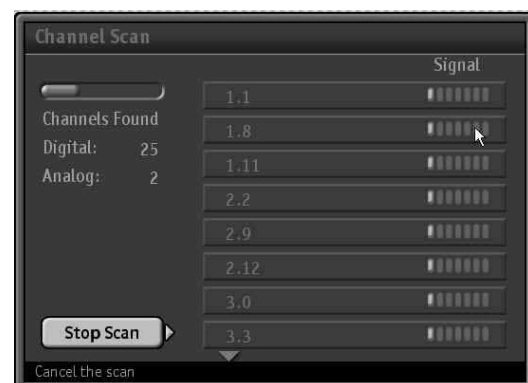 Channel Scan
Signal
Channels Found
Digital: 25
Analog: 2
1.1
1.8
1.11
2.2
2.9
2.12
3.0
3.3
Stop Scan
Cancel the scan